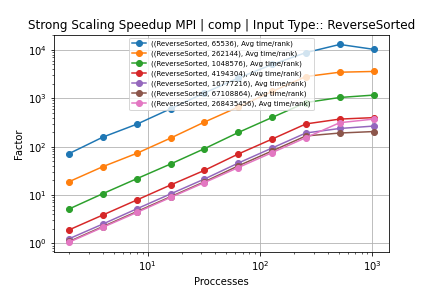 Strong Scaling Speedup MPI | comp | Input Type:: ReverseSorted
((ReverseSorted, 65536), Avg time/rank)
((ReverseSorted, 262144), Avg time/rank)
((ReverseSorted, 1048576), Avg time/rank)
((ReverseSorted, 4194304), Avg time/rank)
((ReverseSorted, 16777216), Avg time/rank)
((ReverseSorted, 67108864), Avg time/rank)
((ReverseSorted, 268435456), Avg time/rank)
Factor
10⁴
10³
10²
10¹
10⁰
10¹ 10² 10³
Proccesses